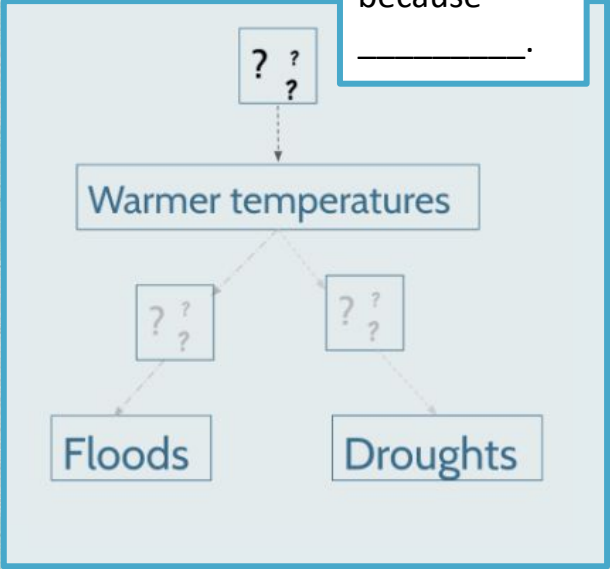 because
_________.
? ?
?
Warmer temperatures
? ?
?
? ?
?
Floods
Droughts